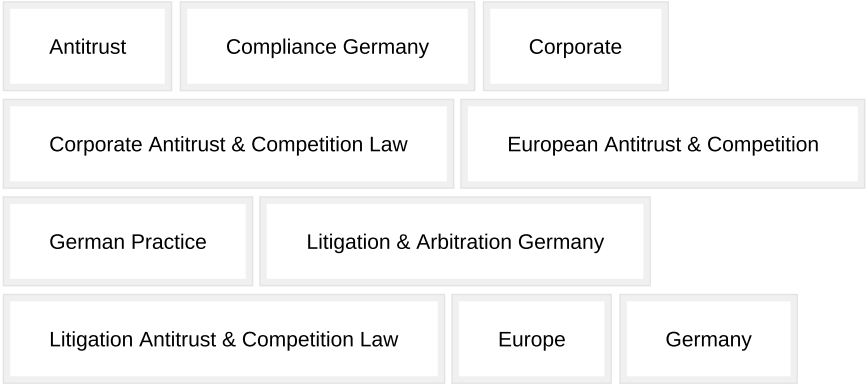 Antitrust Compliance Germany Corporate
Corporate Antitrust & Competition Law European Antitrust & Competition
German Practice Litigation & Arbitration Germany
Litigation Antitrust & Competition Law Europe Germany